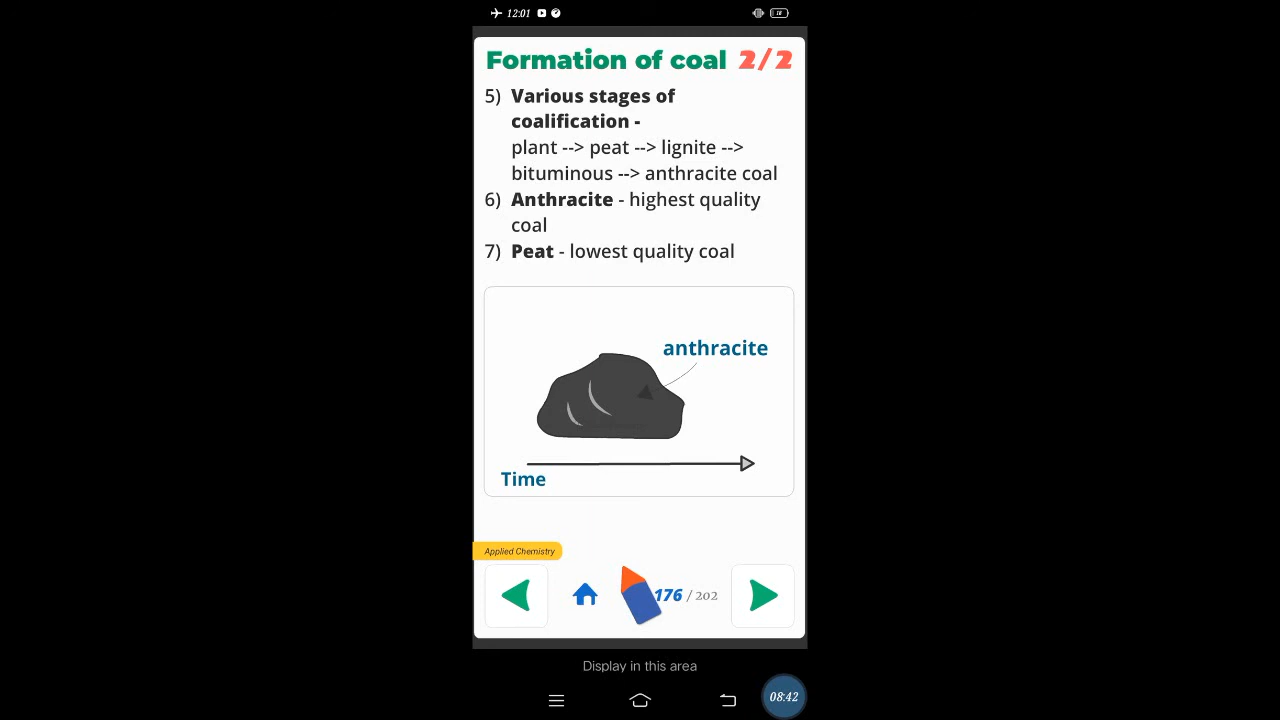 12:01
18
Formation of coal 2/2
5) Various stages of
coalification -
plant --> peat --> lignite -->
bituminous --> anthracite coal
6) Anthracite - highest quality
coal
7) Peat - lowest quality coal
anthracite
Time
Applied Chemistry
176 / 202
Display in this area
08:42